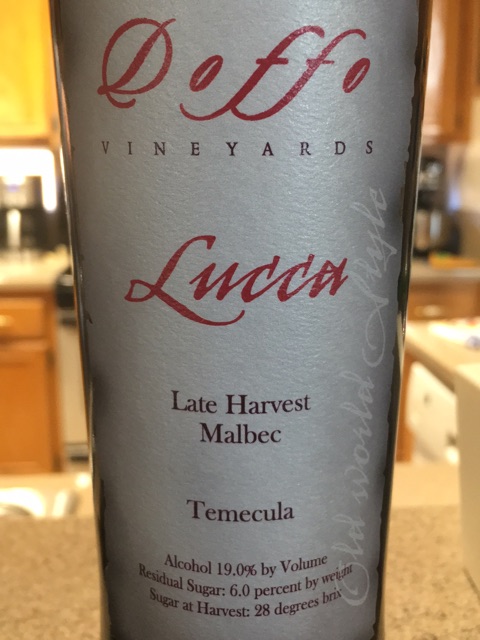 Doffo
VINEYARDS
Lucca
Late Harvest
Malbec
Temecula
Alcohol 19.0% by Volume
Residual Sugar: 6.0 percent by weight
Sugar at Harvest: 28 degrees brix
Old world Style